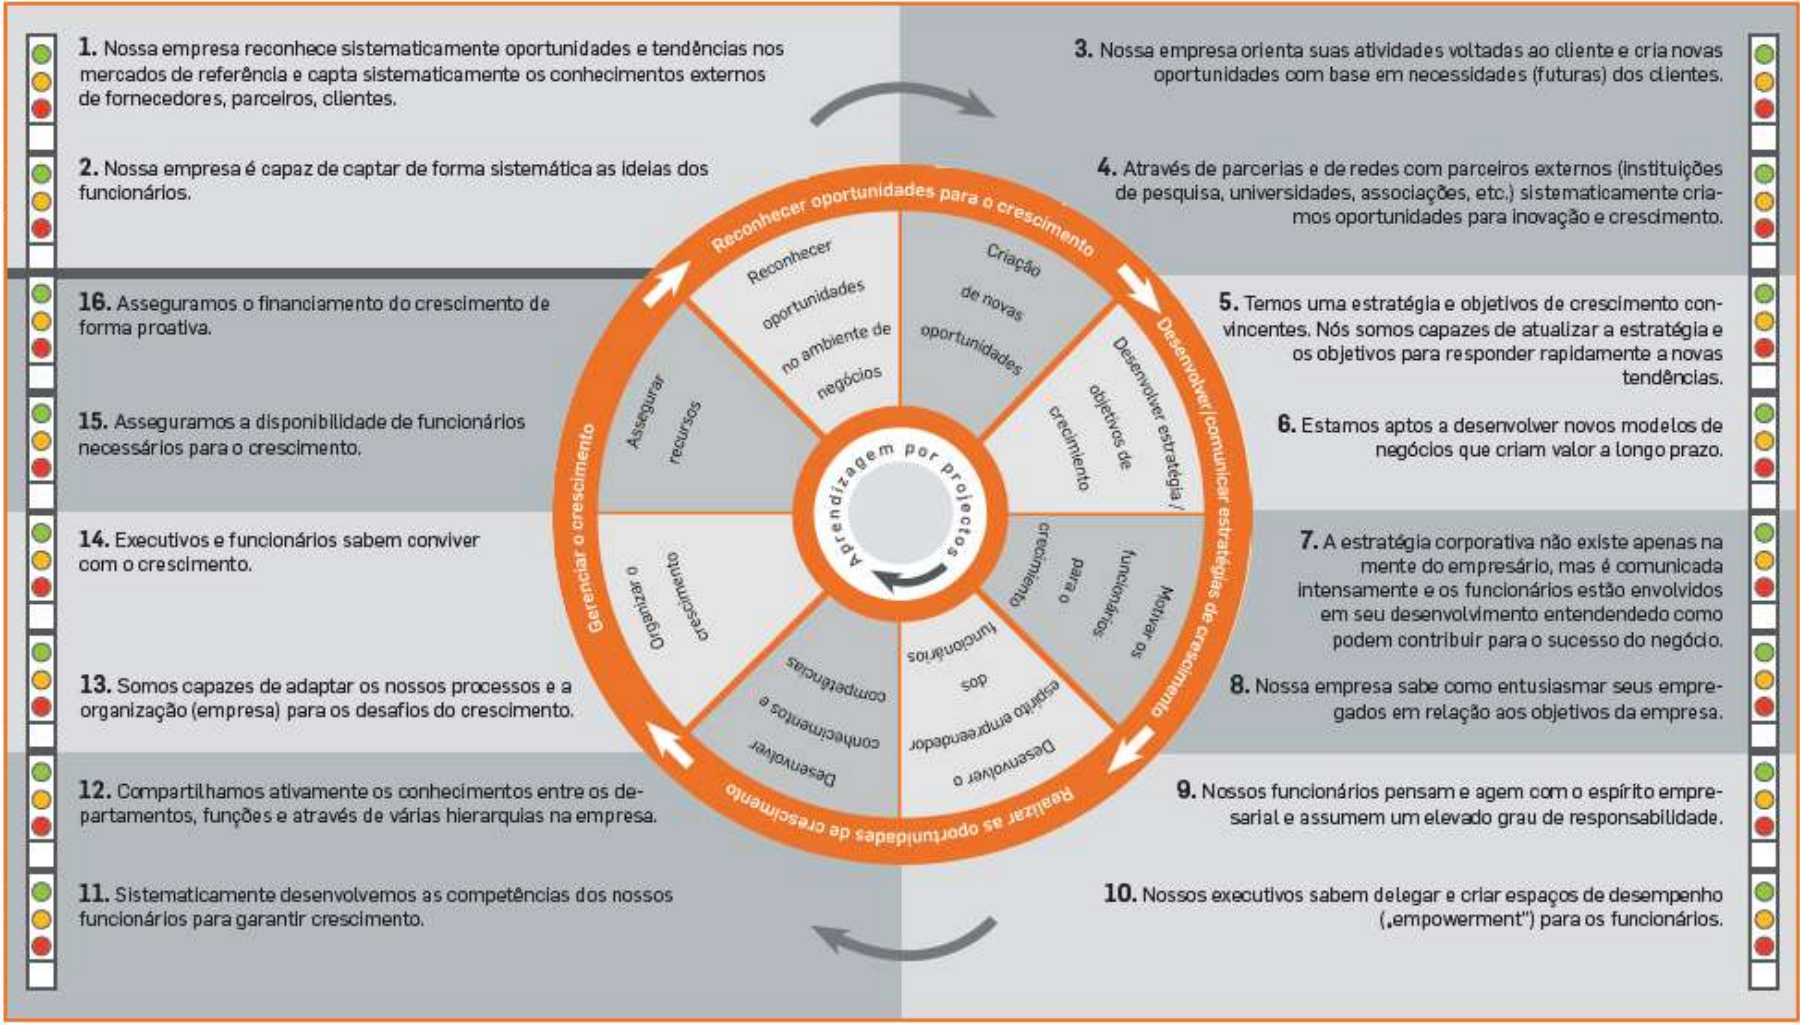 1. Nossa empresa reconhece sistematicamente oportunidades e tendências nos
mercados de referência e capta sistematicamente os conhecimentos externos
de fornecedores, parceiros, clientes.
2. Nossa empresa é capaz de captar de forma sistemática as ideias dos
funcionários.
3. Nossa empresa orienta suas atividades voltadas ao cliente e cria novas
oportunidades com base em necessidades (futuras) dos clientes.
4. Através de parcerias e de redes com parceiros externos (instituições
de pesquisa, universidades, associações, etc.) sistematicamente cria-
mos oportunidades para inovação e crescimento.
5. Temos uma estratégia e objetivos de crescimento con-
vincentes. Nós somos capazes de atualizar a estratégia e
os objetivos para responder rapidamente a novas
tendências.
6. Estamos aptos a desenvolver novos modelos de
negócios que criam valor a longo prazo.
7. A estratégia corporativa não existe apenas na
mente do empresário, mas é comunicada
intensamente e os funcionários estão envolvidos
em seu desenvolvimento entendendedo como
podem contribuir para o sucesso do negócio.
8. Nossa empresa sabe como entusiasmar seus empre-
gados em relação aos objetivos da empresa.
9. Nossos funcionários pensam e agem com o espírito empre-
sarial e assumem um elevado grau de responsabilidade.
10. Nossos executivos sabem delegar e criar espaços de desempenho
(„empowerment") para os funcionários.
11. Sistematicamente desenvolvemos as competências dos nossos
funcionários para garantir crescimento.
12. Compartilhamos ativamente os conhecimentos entre os de-
partamentos, funções e através de várias hierarquias na empresa.
13. Somos capazes de adaptar os nossos processos e a
organização (empresa) para os desafios do crescimento.
14. Executivos e funcionários sabem conviver
com o crescimento.
15. Asseguramos a disponibilidade de funcionários
necessários para o crescimento.
16. Asseguramos o financiamento do crescimento de
forma proativa.
Reconhecer oportunidades para o crescimento
Desenvolver/comunicar estratégias de crescimento
Realizar as oportunidades de crescimento
Gerenciar o crescimento
Reconhecer
oportunidades
no ambiente de
negócios
Criação
de novas
oportunidades
Desenvolver estratégia /
objetivos de
crecimiento
Motivar os
funcionários
para o
crecimiento
Desenvolver o
espírito empreendedor
dos
funcionários
Desenvolver
conhecimentos e
competências
Organizar o
crescimento
Assegurar
recursos
Aprendizagem por projectos